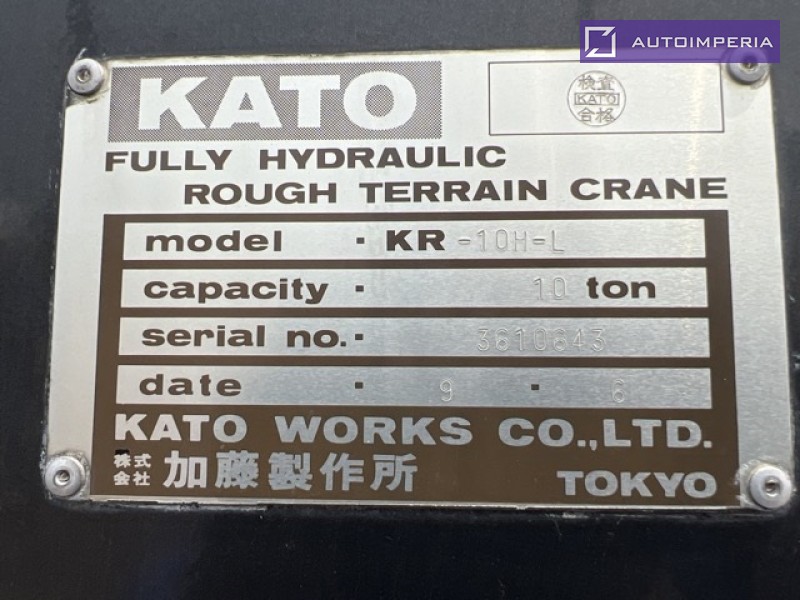 AUTOIMPERIA
KATO
検査
KATO
合格
FULLY HYDRAULIC
ROUGH TERRAIN CRANE
model · KR -10H-L
capacity · 10 ton
serial no. · 3610643
date · 9 · 6
KATO WORKS CO.,LTD.
株式会社 加藤製作所 TOKYO